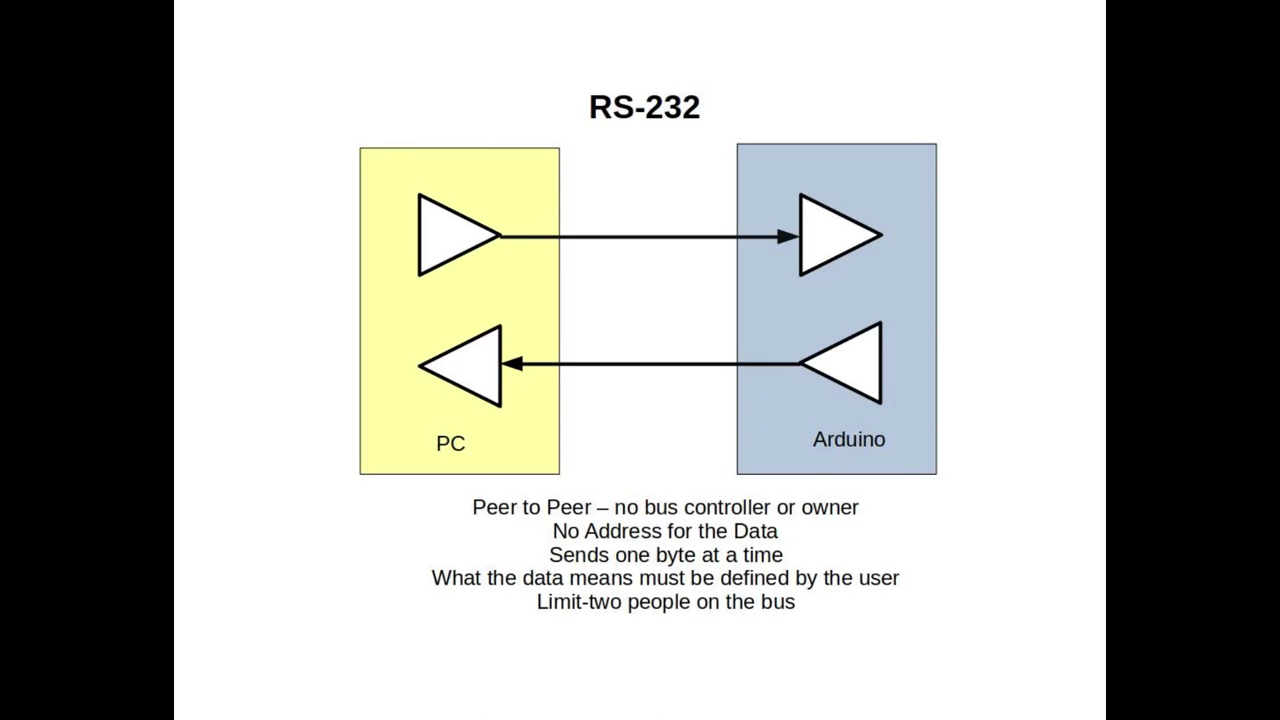 RS-232
PC
Arduino
Peer to Peer – no bus controller or owner
No Address for the Data
Sends one byte at a time
What the data means must be defined by the user
Limit-two people on the bus